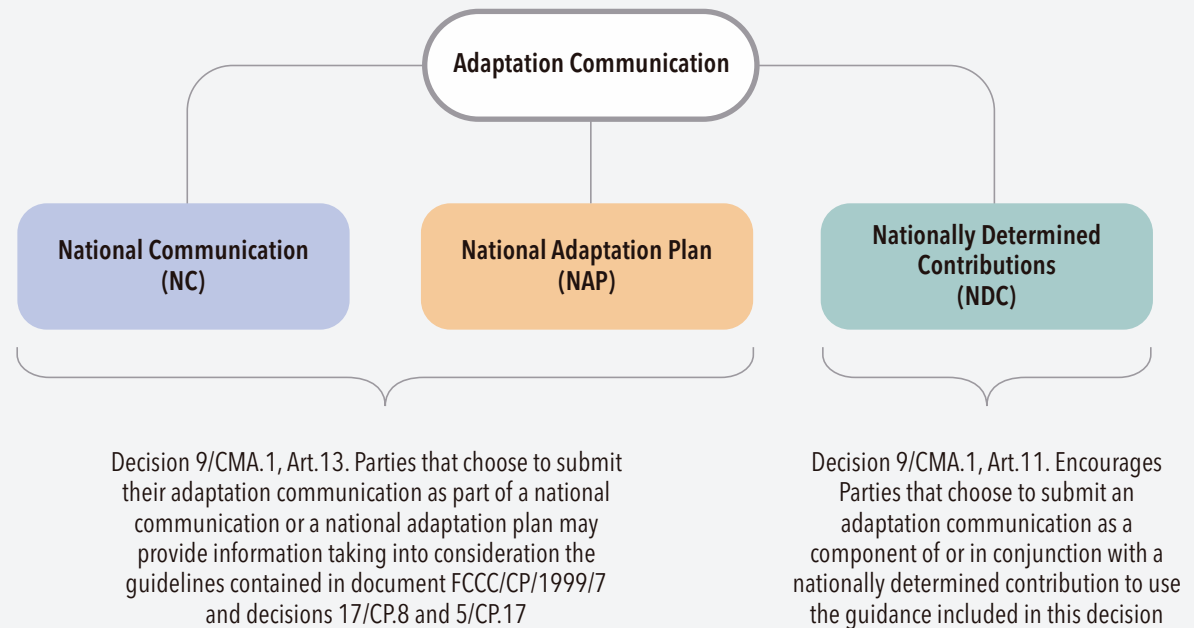 Adaptation Communication
National Communication
(NC)
National Adaptation Plan
(NAP)
Nationally Determined
Contributions
(NDC)
Decision 9/CMA.1, Art.13. Parties that choose to submit
their adaptation communication as part of a national
communication or a national adaptation plan may
provide information taking into consideration the
guidelines contained in document FCCC/CP/1999/7
and decisions 17/CP.8 and 5/CP.17
Decision 9/CMA.1, Art.11. Encourages
Parties that choose to submit an
adaptation communication as a
component of or in conjunction with a
nationally determined contribution to use
the guidance included in this decision